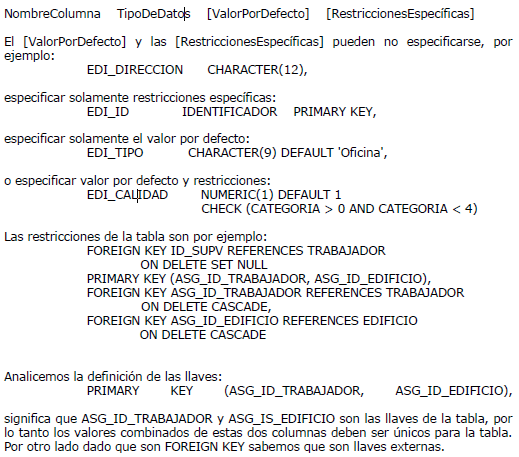 NombreColumna TipoDeDatos [ValorPorDefecto] [RestriccionesEspecíficas]
El [ValorPorDefecto] y las [RestriccionesEspecíficas] pueden no especificarse, por
ejemplo:
EDI_DIRECCION CHARACTER(12),
especificar solamente restricciones específicas:
EDI_ID IDENTIFICADOR PRIMARY KEY,
especificar solamente el valor por defecto:
EDI_TIPO CHARACTER(9) DEFAULT 'Oficina',
o especificar valor por defecto y restricciones:
EDI_CALIDAD NUMERIC(1) DEFAULT 1
CHECK (CATEGORIA > 0 AND CATEGORIA < 4)
Las restricciones de la tabla son por ejemplo:
FOREIGN KEY ID_SUPV REFERENCES TRABAJADOR
ON DELETE SET NULL
PRIMARY KEY (ASG_ID_TRABAJADOR, ASG_ID_EDIFICIO),
FOREIGN KEY ASG_ID_TRABAJADOR REFERENCES TRABAJADOR
ON DELETE CASCADE,
FOREIGN KEY ASG_ID_EDIFICIO REFERENCES EDIFICIO
ON DELETE CASCADE
Analicemos la definición de las llaves:
PRIMARY KEY (ASG_ID_TRABAJADOR, ASG_ID_EDIFICIO),
significa que ASG_ID_TRABAJADOR y ASG_IS_EDIFICIO son las llaves de la tabla, por
lo tanto los valores combinados de estas dos columnas deben ser únicos para la tabla.
Por otro lado dado que son FOREIGN KEY sabemos que son llaves externas.